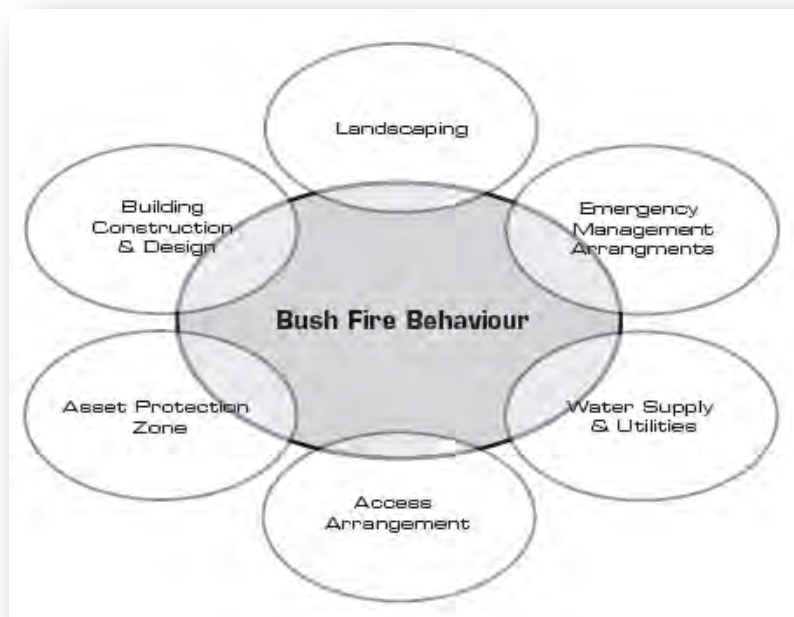 Landscaping
Building
Construction
& Design
Emergency
Management
Arrangments
Bush Fire Behaviour
Asset Protection
Zone
Water Supply
& Utilities
Access
Arrangement